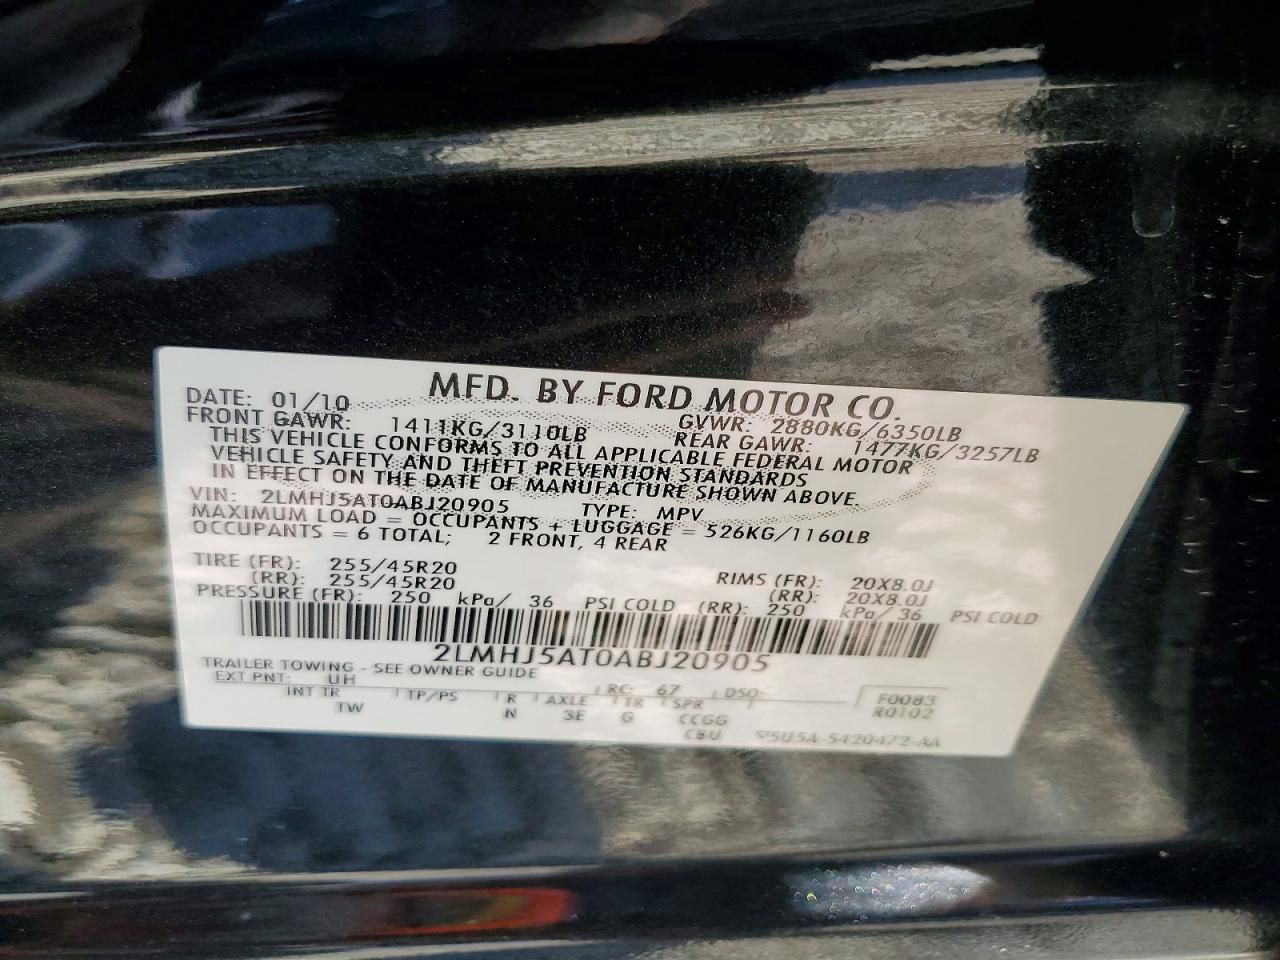 MFD. BY FORD MOTOR CO.
DATE: 01/10 GVWR: 2880KG/6350LB
FRONT GAWR: 1411KG/3110LB REAR GAWR: 1477KG/3257LB
THIS VEHICLE CONFORMS TO ALL APPLICABLE FEDERAL MOTOR
VEHICLE SAFETY AND THEFT PREVENTION STANDARDS
IN EFFECT ON THE DATE OF MANUFACTURE SHOWN ABOVE.
VIN: 2LMHJ5AT0ABJ20905 TYPE: MPV
MAXIMUM LOAD = OCCUPANTS + LUGGAGE = 526KG/1160LB
OCCUPANTS = 6 TOTAL; 2 FRONT, 4 REAR
TIRE (FR): 255/45R20 RIMS (FR): 20X8.0J
(RR): 255/45R20 (RR): 20X8.0J
PRESSURE (FR): 250 kPa/ 36 PSI COLD (RR): 250 kPa/ 36 PSI COLD
2LMHJ5AT0ABJ20905
TRAILER TOWING - SEE OWNER GUIDE
EXT PNT: UH RC: 67 DSO: F0083
INT TR TP/PS R AXLE TR SPR R0102
TW N 3E G CCGG
CBU 5U5A-5420472-AA